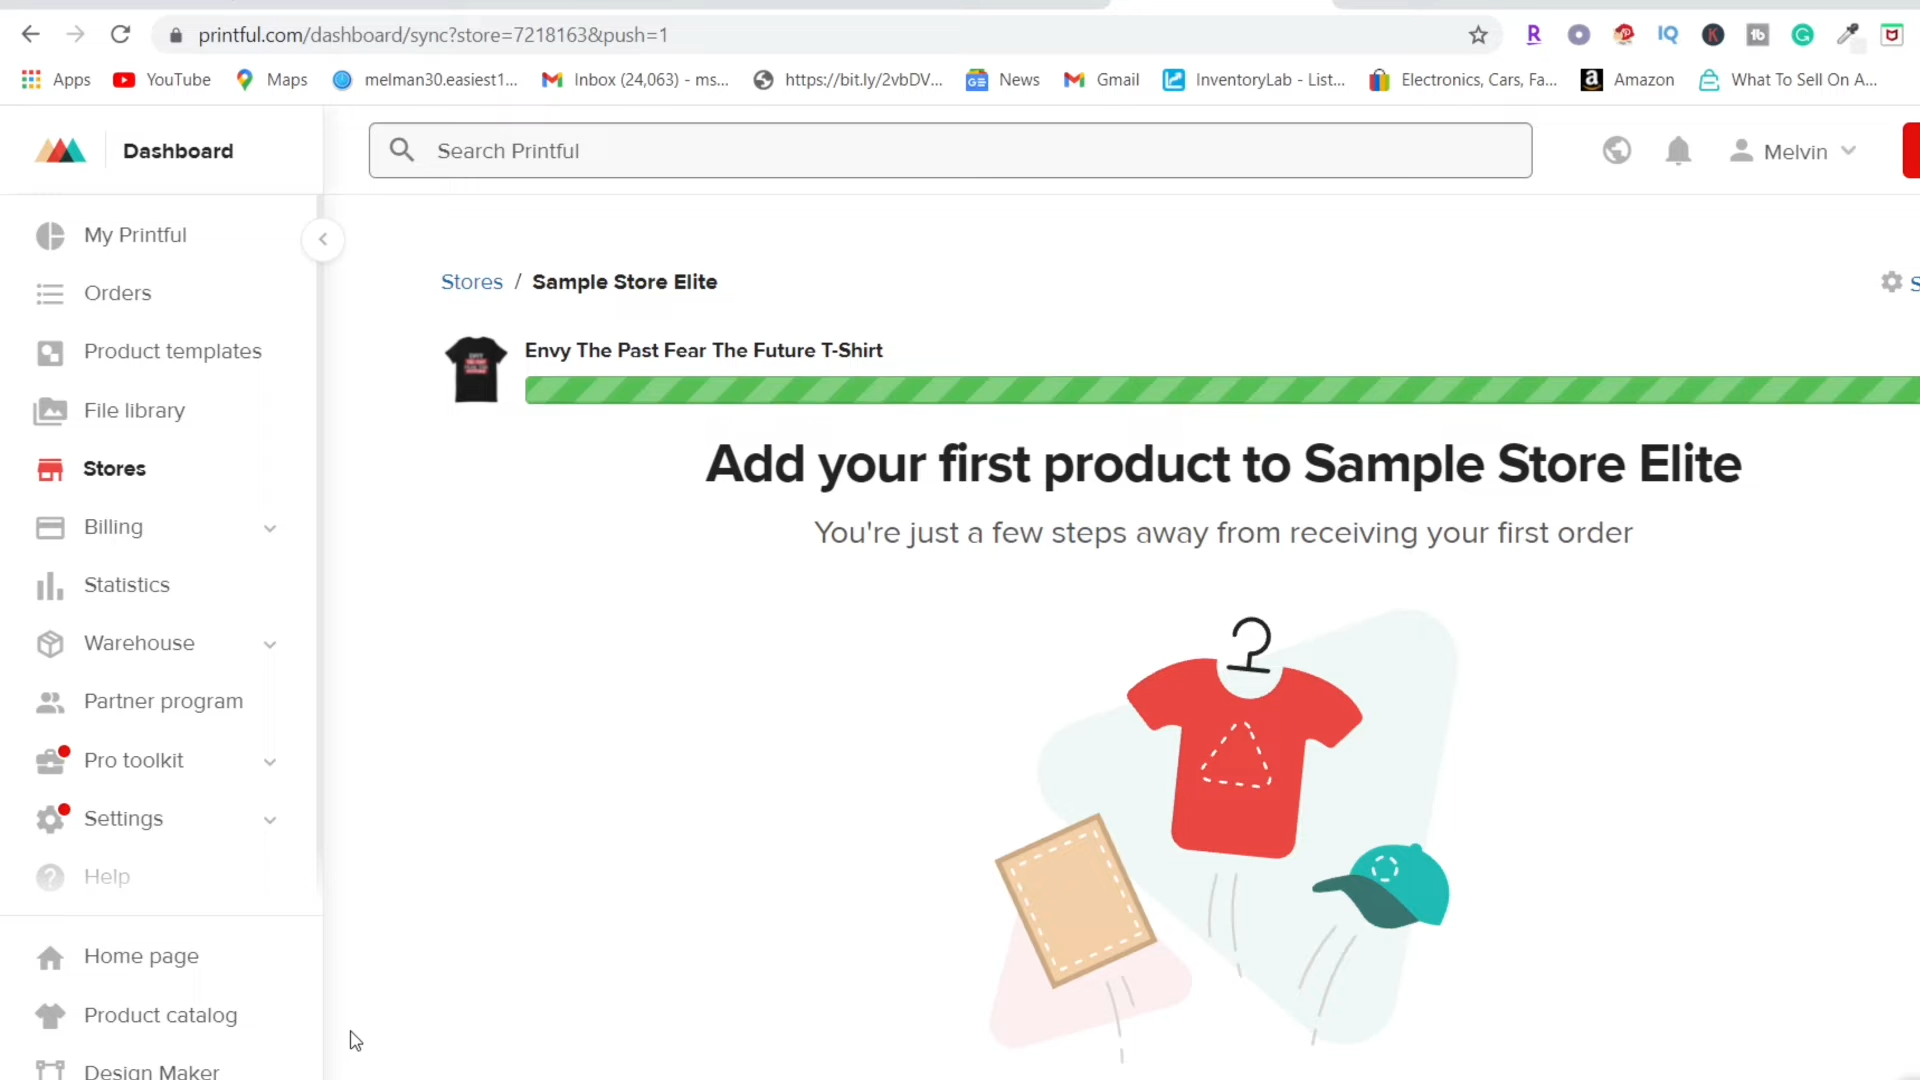 printful.com/dashboard/sync?store=7218163&push=1
Apps YouTube Maps melman30.easiest1... Inbox (24,063) - ms... https://bit.ly/2vbDV... News Gmail InventoryLab - List... Electronics, Cars, Fa... Amazon What To Sell On A...
Dashboard
Search Printful
Melvin
My Printful
Orders
Product templates
File library
Stores
Billing
Statistics
Warehouse
Partner program
Pro toolkit
Settings
Help
Home page
Product catalog
Design Maker
Stores / Sample Store Elite
Envy The Past Fear The Future T-Shirt
Add your first product to Sample Store Elite
You're just a few steps away from receiving your first order